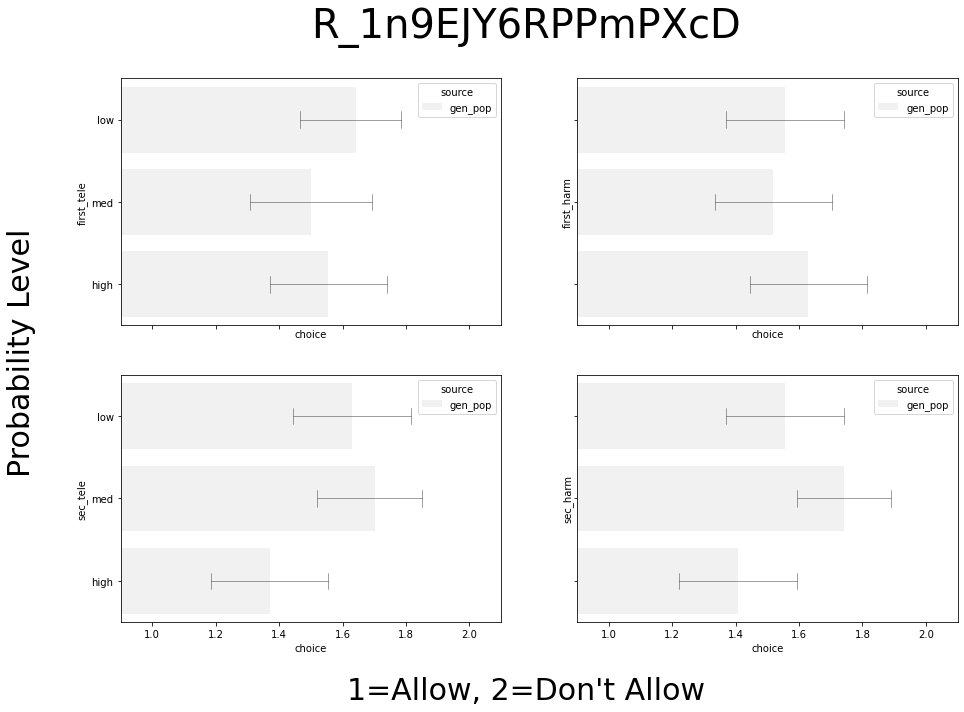 R_1n9EJY6RPPmPXcD
source
gen_pop
low
med
high
first_tele
choice
source
gen_pop
first_harm
choice
Probability Level
source
gen_pop
low
med
high
sec_tele
1.0 1.2 1.4 1.6 1.8 2.0
choice
source
gen_pop
sec_harm
1.0 1.2 1.4 1.6 1.8 2.0
choice
1=Allow, 2=Don't Allow